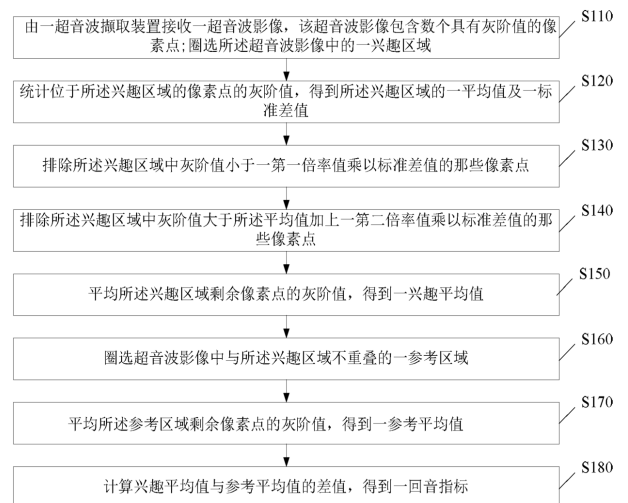 由一超音波撷取装置接收一超音波影像，该超音波影像包含数个具有灰阶值的像
素点;圈选所述超音波影像中的一兴趣区域
S110
统计位于所述兴趣区域的像素点的灰阶值，得到所述兴趣区域的一平均值及一标
准差值
S120
排除所述兴趣区域中灰阶值小于一第一倍率值乘以标准差值的那些像素点
S130
排除所述兴趣区域中灰阶值大于所述平均值加上一第二倍率值乘以标准差值的那
些像素点
S140
平均所述兴趣区域剩余像素点的灰阶值，得到一兴趣平均值
S150
圈选超音波影像中与所述兴趣区域不重叠的一参考区域
S160
平均所述参考区域剩余像素点的灰阶值，得到一参考平均值
S170
计算兴趣平均值与参考平均值的差值，得到一回音指标
S180